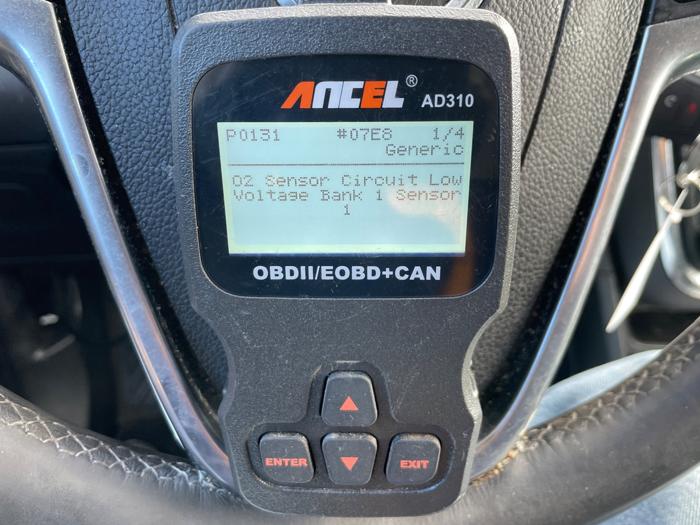 ANCEL® AD310
P0131 #07E8 1/4
Generic
O2 Sensor Circuit Low
Voltage Bank 1 Sensor
1
OBDII/EOBD+CAN
ENTER EXIT